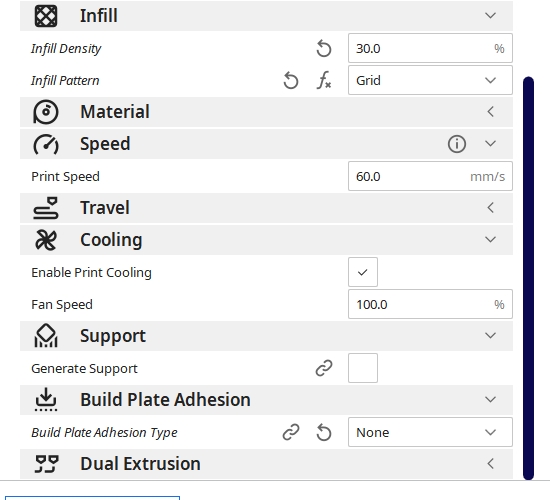 Infill
Infill Density 30.0 %
Infill Pattern Grid
Material
Speed
Print Speed 60.0 mm/s
Travel
Cooling
Enable Print Cooling
Fan Speed 100.0 %
Support
Generate Support
Build Plate Adhesion
Build Plate Adhesion Type None
Dual Extrusion